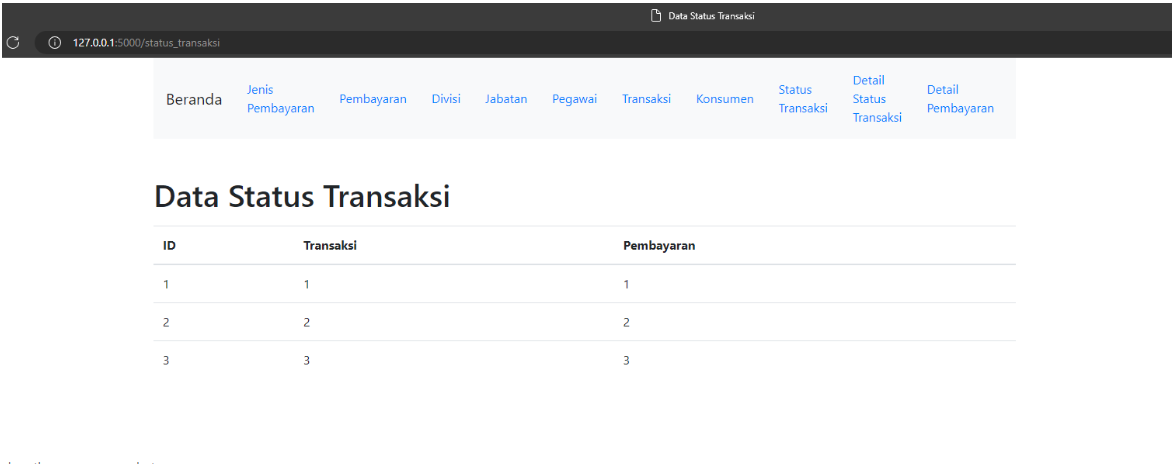 Data Status Transaksi
127.0.0.1:5000/status_transaksi
Beranda Jenis Pembayaran Pembayaran Divisi Jabatan Pegawai Transaksi Konsumen Status Transaksi Detail Status Transaksi Detail Pembayaran
Data Status Transaksi
ID Transaksi Pembayaran
1 1 1
2 2 2
3 3 3